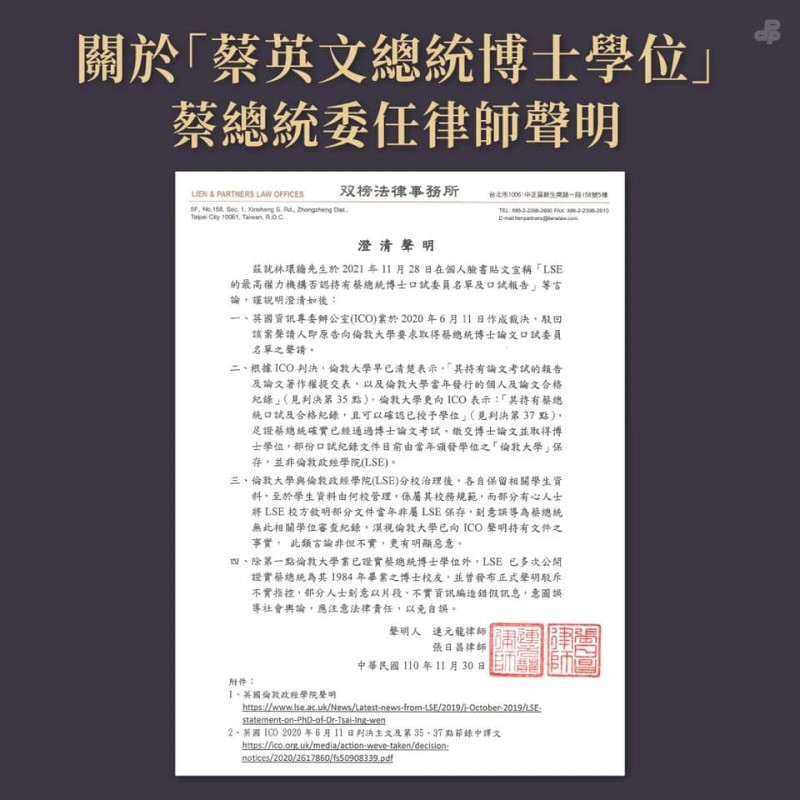 關於「蔡英文總統博士學位」
蔡總統委任律師聲明
LIEN & PARTNERS LAW OFFICES 双榜法律事務所 台北市10061中正區新生南路一段158號5樓
5F., No.158, Sec. 1, Xinsheng S. Rd., Zhongzheng Dist.,
Taipei City 10061, Taiwan, R.O.C.
澄清聲明
茲就林環牆先生於 2021 年 11 月 28 日在個人臉書貼文宣稱「LSE
的最高權力機構否認持有蔡總統博士口試委員名單及口試報告」等言
論,謹說明澄清如後:
一、英國資訊專委辦公室(ICO)業於 2020 年 6 月 11 日作成裁決,駁回
該案聲請人即原告向倫敦大學要求取得蔡總統博士論文口試委員
名單之聲請。
二、根據 ICO 判決,倫敦大學早已清楚表示,「其持有論文考試的報告
及論文著作權提交表,以及倫敦大學當年發行的個人及論文合格
紀錄」(見判決第 35 點),倫敦大學更向 ICO 表示:「其持有蔡總
統口試及合格紀錄,且可以確認已授予學位」(見判決第 37 點),
足證蔡總統確實已經通過博士論文考試、繳交博士論文並取得博
士學位,部份口試紀錄文件目前由當年頒發學位之「倫敦大學」保
存,並非倫敦政經學院(LSE)。
三、倫敦大學與倫敦政經學院(LSE)分校治理後,各自保留相關學生資
料,至於學生資料由何校管理,係屬其校務規範,而部分有心人士
將 LSE 校方敘明部分文件當年非屬 LSE 保存,刻意誤導為蔡總統
無此相關學位審查紀錄,漠視倫敦大學已向 ICO 聲明持有文件之
事實, 此類言論非但不實,更有明顯惡意。
四、除第一點倫敦大學業已證實蔡總統博士學位外,LSE 已多次公開
證實蔡總統為其 1984 年畢業之博士校友,並曾發布正式聲明駁斥
不實指控,部分人士刻意以片段、不實資訊編造錯假訊息,意圖誤
導社會輿論,應注意法律責任,以免自誤。
聲明人 連元龍律師
張日昌律師
中華民國 110 年 11 月 30 日
附件:
1、英國倫敦政經學院聲明
https://www.lse.ac.uk/News/Latest-news-from-LSE/2019/j-October-2019/LSE-
statement-on-PhD-of-Dr-Tsai-Ing-wen
2、英國 ICO 2020 年 6 月 11 日判決主文及第 35、37 點節錄中譯文
https://ico.org.uk/media/action-weve-taken/decision-
notices/2020/2617860/fs50908339.pdf